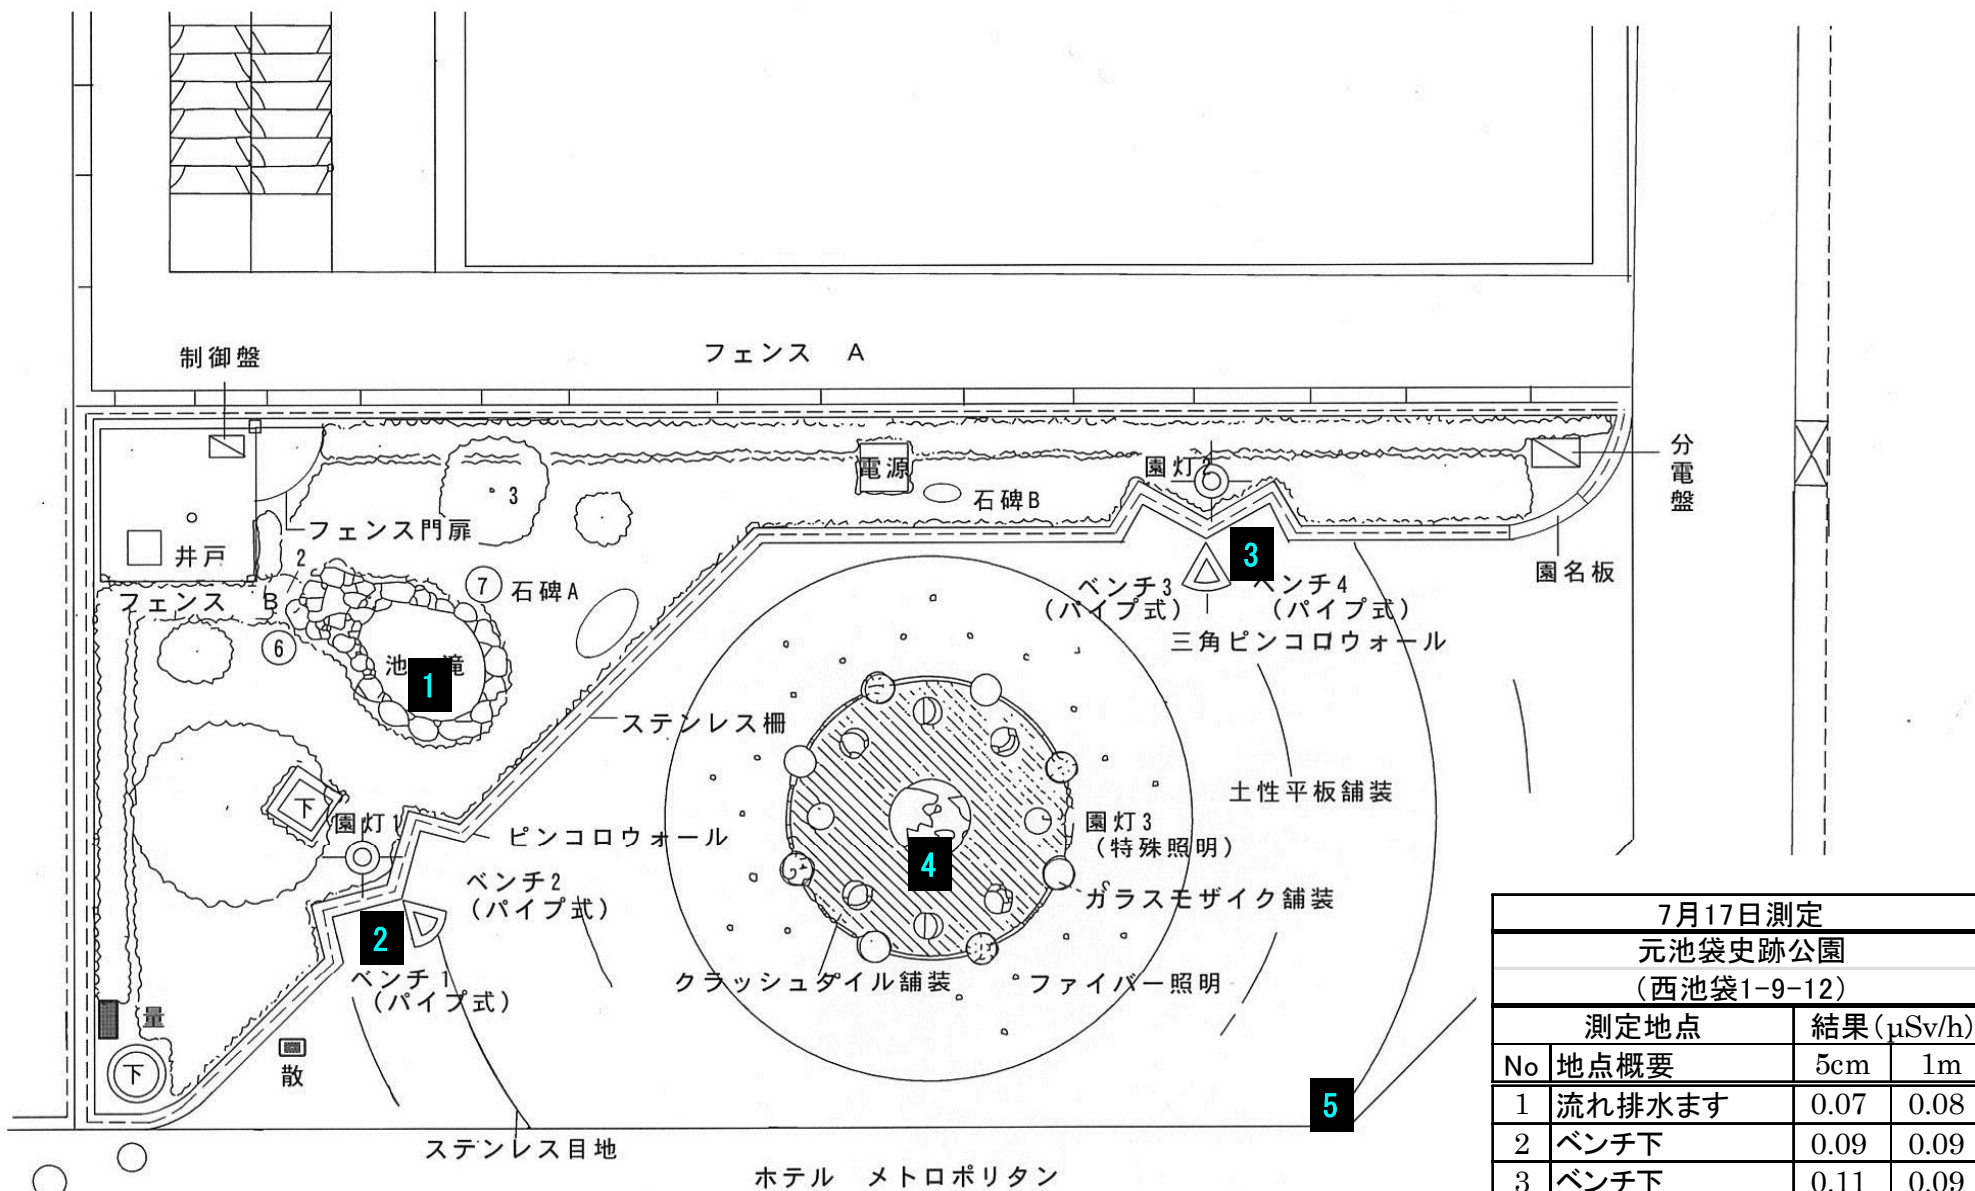 制御盤
フェンス A
分電盤
電源
園灯2
3
石碑B
フェンス門扉
井戸
2
3
園名板
フェンス B
7
石碑A
ベンチ3
(パイプ式)
ベンチ4
(パイプ式)
三角ピンコロウォール
6
池
滝
1
ステンレス柵
土性平板舗装
下
園灯1
ピンコロウォール
園灯3
(特殊照明)
4
ベンチ2
(パイプ式)
ガラスモザイク舗装
2
ベンチ1
(パイプ式)
クラッシュタイル舗装
ファイバー照明
量
下
散
5
ステンレス目地
ホテル メトロポリタン
7月17日測定
元池袋史跡公園
(西池袋1-9-12)
測定地点 結果(μSv/h)
No 地点概要 5cm 1m
1 流れ排水ます 0.07 0.08
2 ベンチ下 0.09 0.09
3 ベンチ下 0.11 0.09